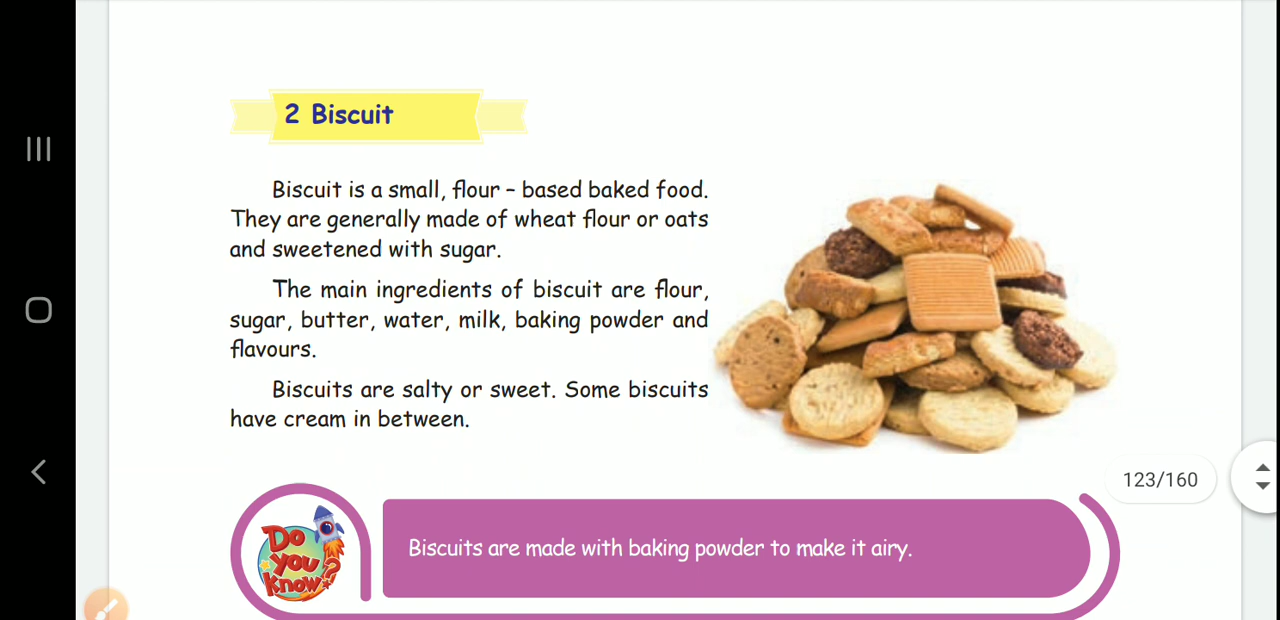 2 Biscuit
Biscuit is a small, flour – based baked food.
They are generally made of wheat flour or oats
and sweetened with sugar.
The main ingredients of biscuit are flour,
sugar, butter, water, milk, baking powder and
flavours.
Biscuits are salty or sweet. Some biscuits
have cream in between.
123/160
Do
you
know?
Biscuits are made with baking powder to make it airy.